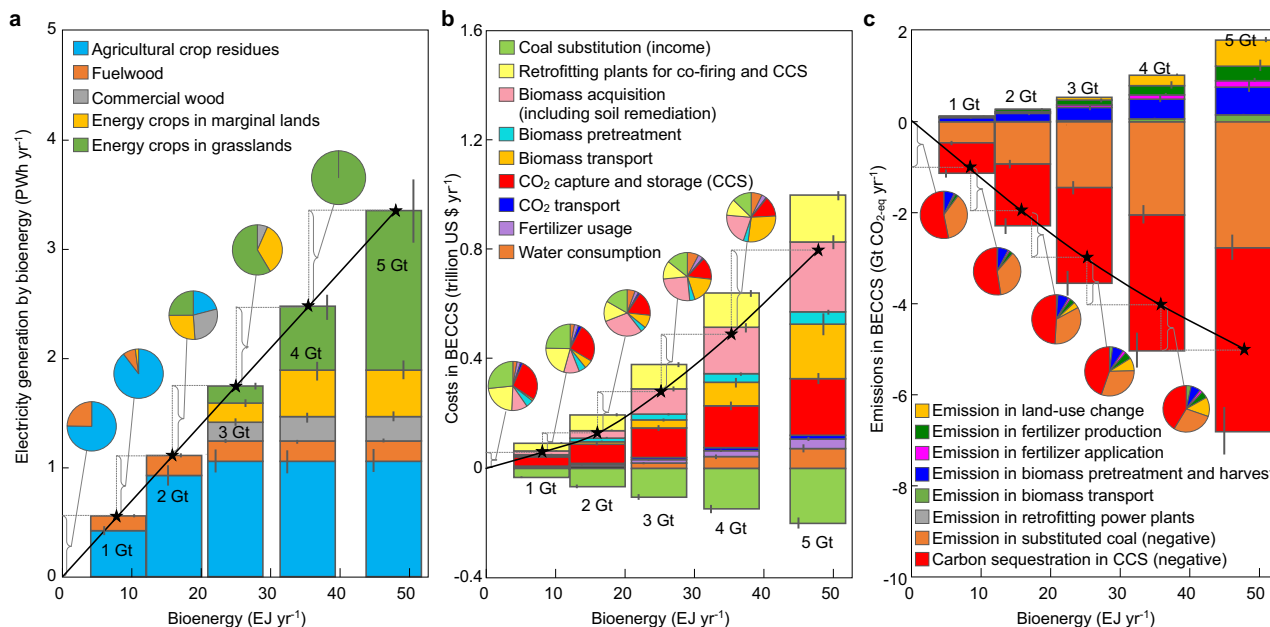 a
Electricity generation by bioenergy (PWh yr⁻¹)
5
4
3
2
1
0
Agricultural crop residues
Fuelwood
Commercial wood
Energy crops in marginal lands
Energy crops in grasslands
1 Gt
2 Gt
3 Gt
4 Gt
5 Gt
0
10
20
30
40
50
Bioenergy (EJ yr⁻¹)
b
Costs in BECCS (trillion US $ yr⁻¹)
1.6
1.2
0.8
0.4
0
-0.4
Coal substitution (income)
Retrofitting plants for co-firing and CCS
Biomass acquisition
(including soil remediation)
Biomass pretreatment
Biomass transport
CO₂ capture and storage (CCS)
CO₂ transport
Fertilizer usage
Water consumption
1 Gt
2 Gt
3 Gt
4 Gt
5 Gt
0
10
20
30
40
50
Bioenergy (EJ yr⁻¹)
c
Emissions in BECCS (Gt CO₂₋eq yr⁻¹)
2
0
-2
-4
-6
-8
-10
1 Gt
2 Gt
3 Gt
4 Gt
5 Gt
Emission in land-use change
Emission in fertilizer production
Emission in fertilizer application
Emission in biomass pretreatment and harvest
Emission in biomass transport
Emission in retrofitting power plants
Emission in substituted coal (negative)
Carbon sequestration in CCS (negative)
0
10
20
30
40
50
Bioenergy (EJ yr⁻¹)